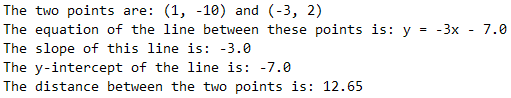 The two points are: (1, -10) and (-3, 2)
The equation of the line between these points is: y = -3x - 7.0
The slope of this line is: -3.0
The y-intercept of the line is: -7.0
The distance between the two points is: 12.65